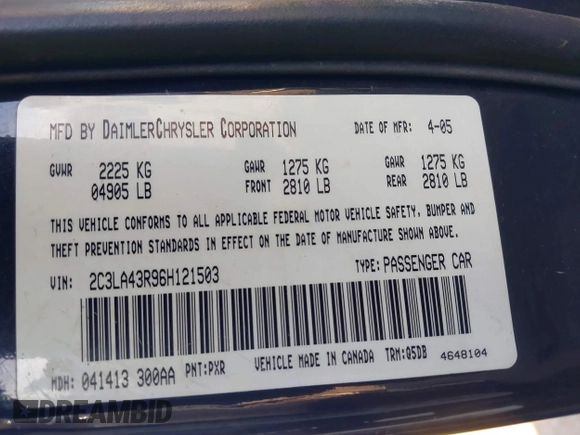 MFD BY DAIMLERCHRYSLER CORPORATION DATE OF MFR: 4-05
GVWR 2225 KG GAWR 1275 KG GAWR 1275 KG
04905 LB FRONT 2810 LB REAR 2810 LB
THIS VEHICLE CONFORMS TO ALL APPLICABLE FEDERAL MOTOR VEHICLE SAFETY, BUMPER AND
THEFT PREVENTION STANDARDS IN EFFECT ON THE DATE OF MANUFACTURE SHOWN ABOVE.
VIN: 2C3LA43R96H121503 TYPE: PASSENGER CAR
MDH: 041413 300AA PNT:PXR VEHICLE MADE IN CANADA TRM:Q5DB 4648104
DREAMBID